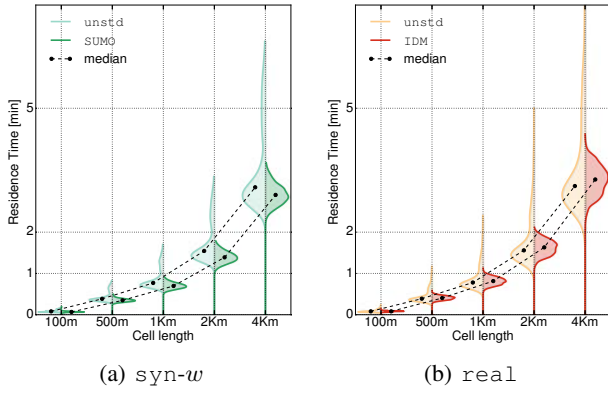 unstd
SUMO
median
Residence Time [min]
5
2
1
0
100m 500m 1Km 2Km 4Km
Cell length
(a) syn-w
unstd
IDM
median
Residence Time [min]
5
2
1
0
100m 500m 1Km 2Km 4Km
Cell length
(b) real